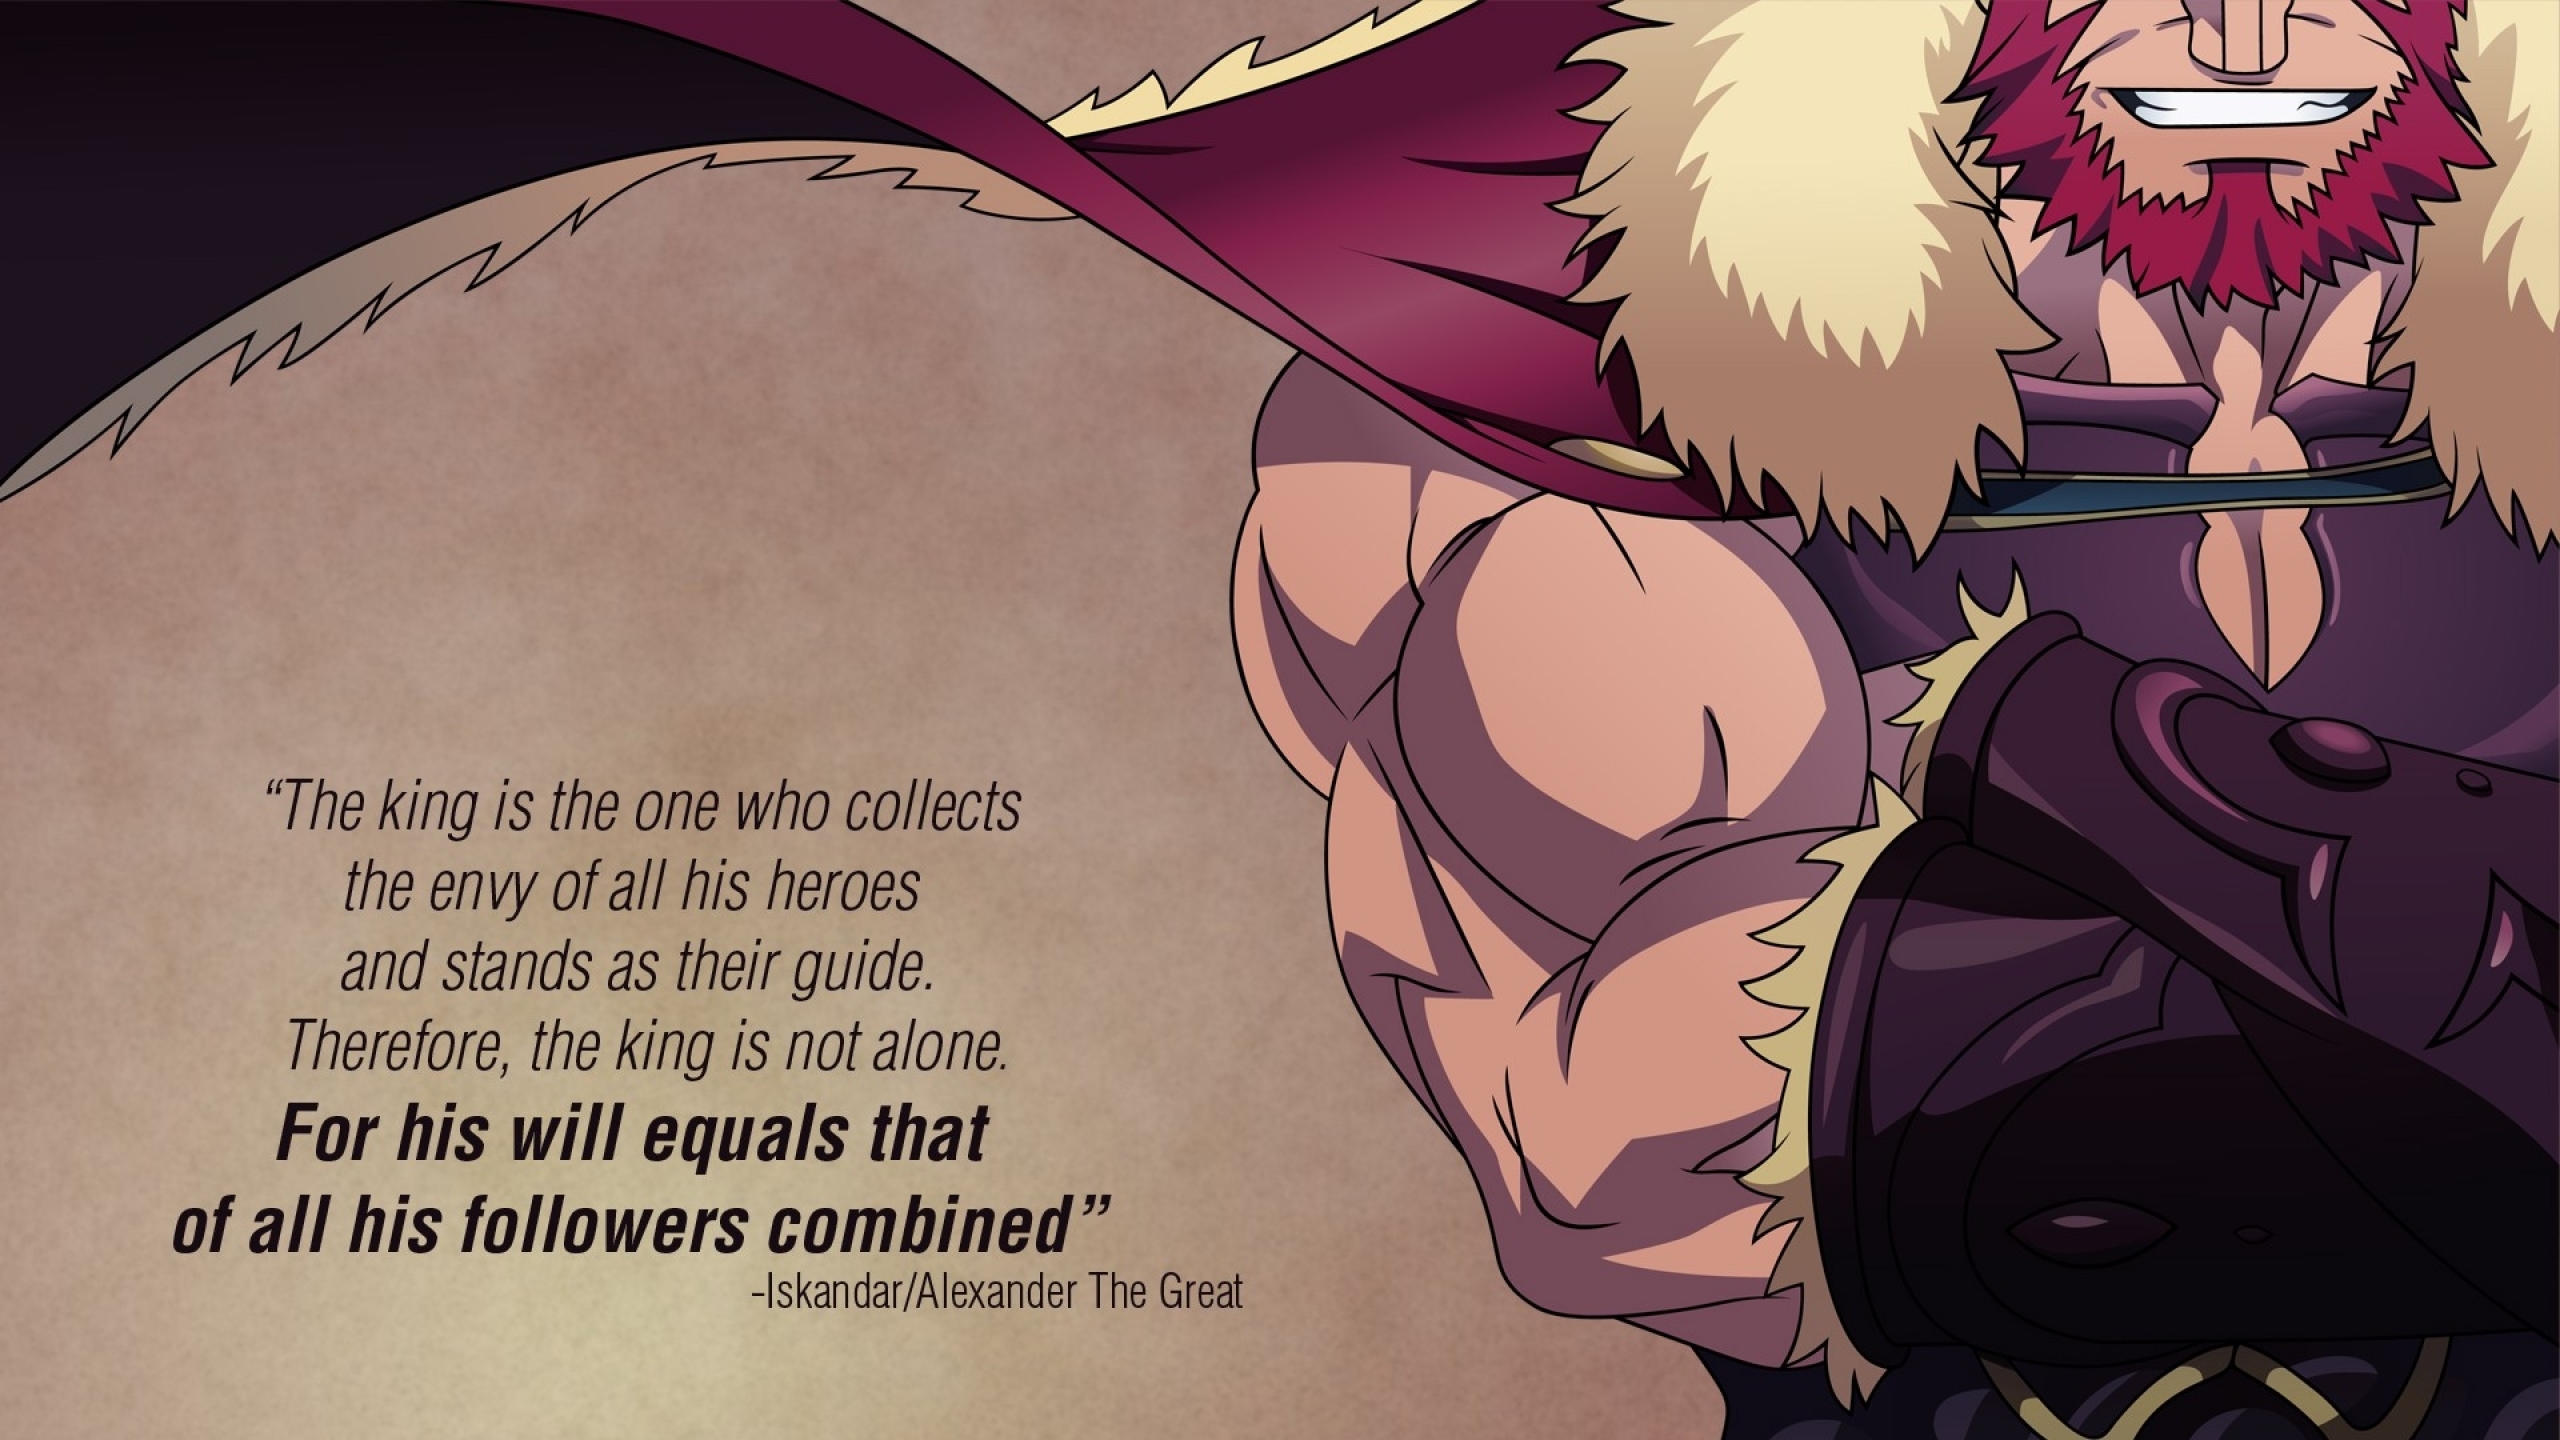 “The king is the one who collects
the envy of all his heroes
and stands as their guide.
Therefore, the king is not alone.
For his will equals that
of all his followers combined”
-Iskandar/Alexander The Great